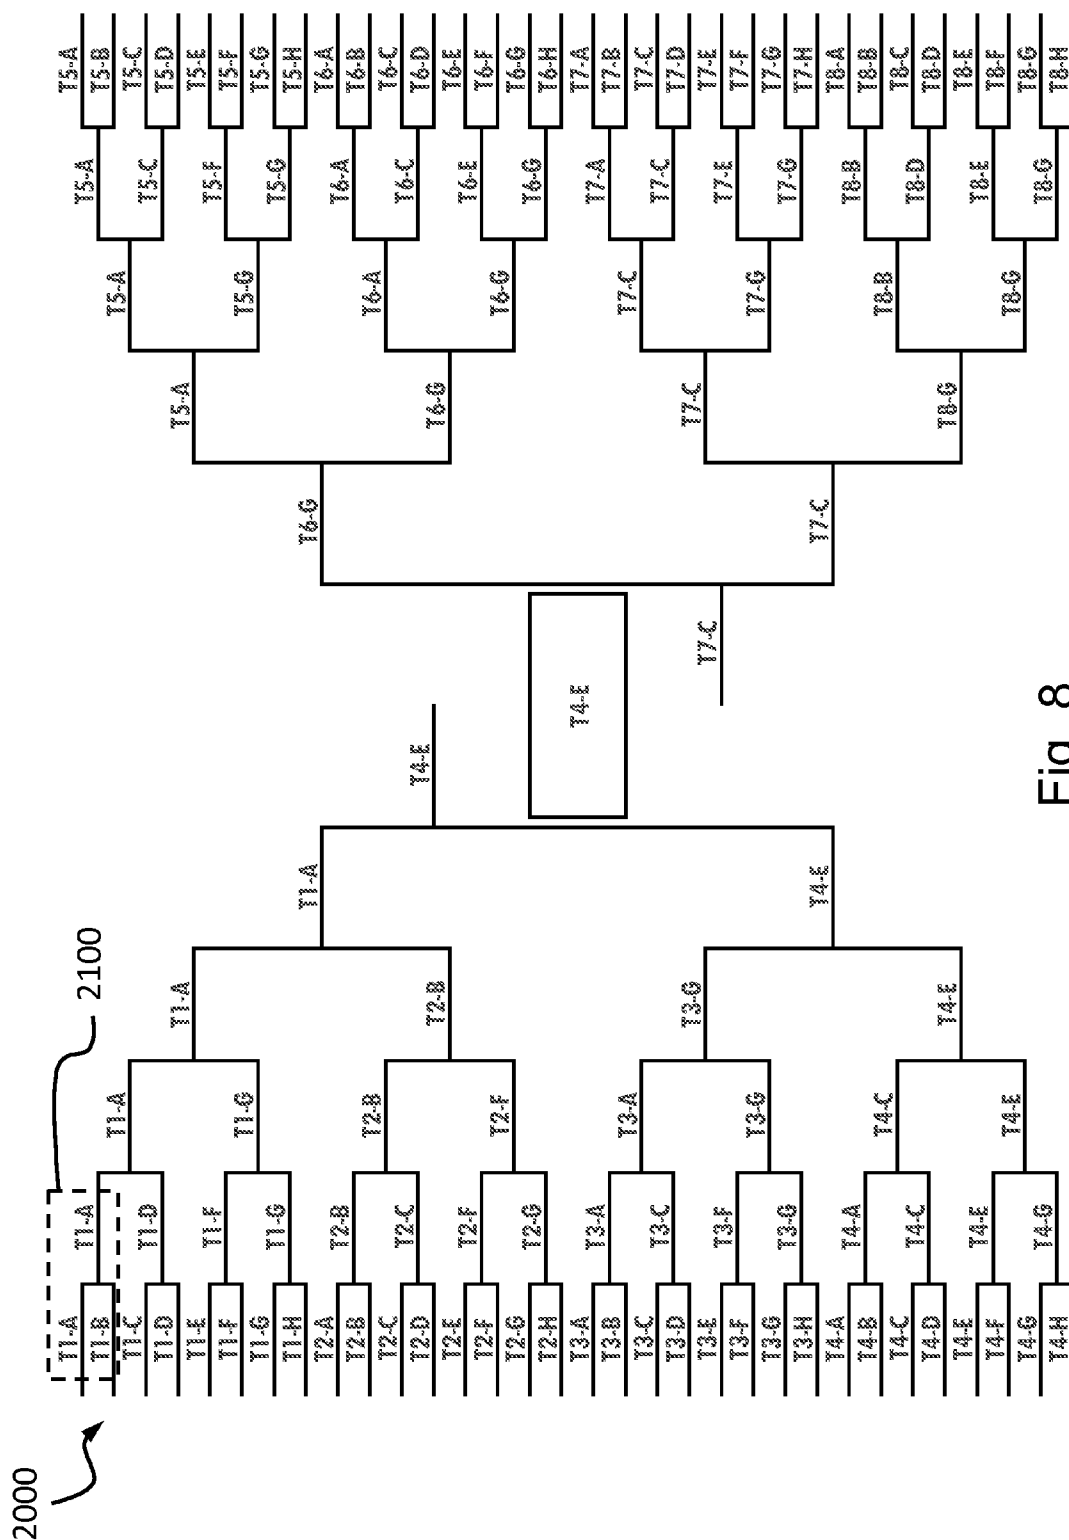 2000
2100
T1-A
T1-B
T1-C
T1-D
T1-E
T1-F
T1-G
T1-H
T2-A
T2-B
T2-C
T2-D
T2-E
T2-F
T2-G
T2-H
T3-A
T3-B
T3-C
T3-D
T3-E
T3-F
T3-G
T3-H
T4-A
T4-B
T4-C
T4-D
T4-E
T4-F
T4-G
T4-H
T1-A
T1-D
T1-F
T1-G
T2-B
T2-C
T2-F
T2-G
T3-A
T3-C
T3-F
T3-G
T4-A
T4-C
T4-E
T4-G
T1-A
T1-G
T2-B
T2-F
T3-A
T3-G
T4-C
T4-E
T1-A
T2-B
T3-G
T4-E
T1-A
T4-E
T4-E
T4-E
T7-C
T6-G
T7-C
T5-A
T6-G
T7-C
T8-G
T5-A
T5-G
T6-A
T6-G
T7-C
T7-G
T8-B
T8-G
T5-A
T5-C
T5-F
T5-G
T6-A
T6-C
T6-E
T6-G
T7-A
T7-C
T7-E
T7-G
T8-B
T8-D
T8-E
T8-G
T5-A
T5-B
T5-C
T5-D
T5-E
T5-F
T5-G
T5-H
T6-A
T6-B
T6-C
T6-D
T6-E
T6-F
T6-G
T6-H
T7-A
T7-B
T7-C
T7-D
T7-E
T7-F
T7-G
T7-H
T8-A
T8-B
T8-C
T8-D
T8-E
T8-F
T8-G
T8-H
Fig. 8